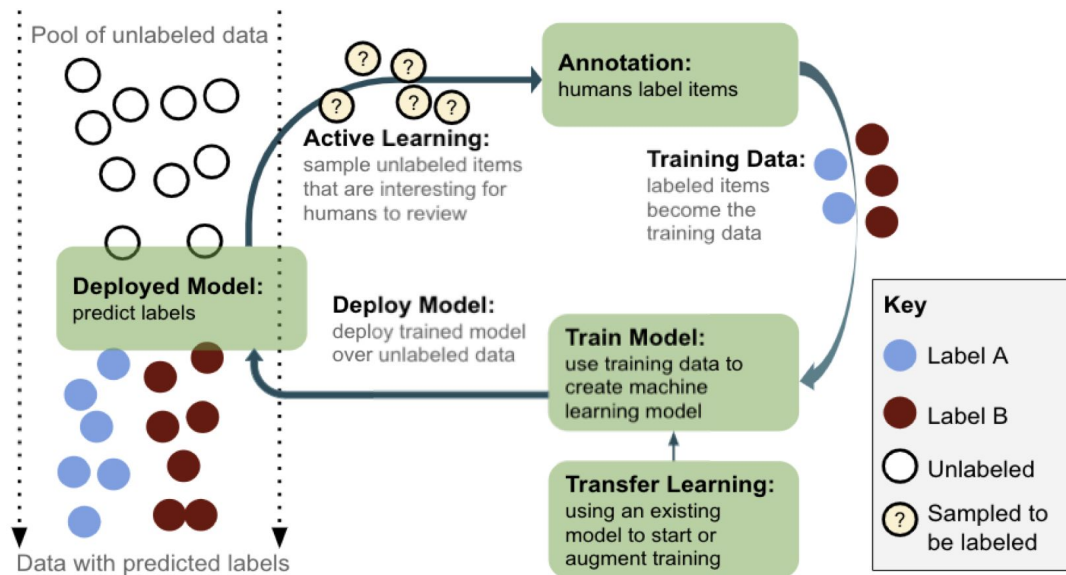 Pool of unlabeled data
?
?
?
?
?
Annotation:
humans label items
Active Learning:
sample unlabeled items
that are interesting for
humans to review
Training Data:
labeled items
become the
training data
Deployed Model:
predict labels
Deploy Model:
deploy trained model
over unlabeled data
Train Model:
use training data to
create machine
learning model
Transfer Learning:
using an existing
model to start or
augment training
Data with predicted labels
Key
Label A
Label B
Unlabeled
? Sampled to
be labeled